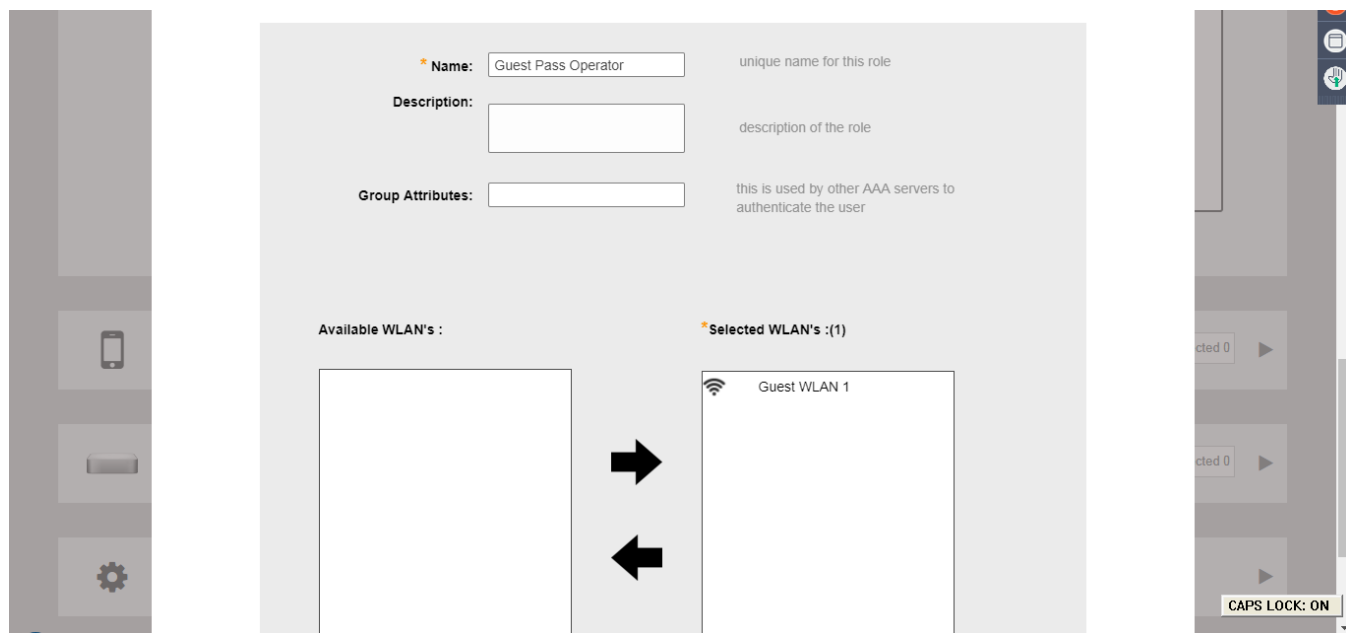 * Name: Guest Pass Operator unique name for this role
Description: description of the role
Group Attributes: this is used by other AAA servers to
authenticate the user
Available WLAN's : *Selected WLAN's :(1)
cted 0
Guest WLAN 1
cted 0
CAPS LOCK: ON